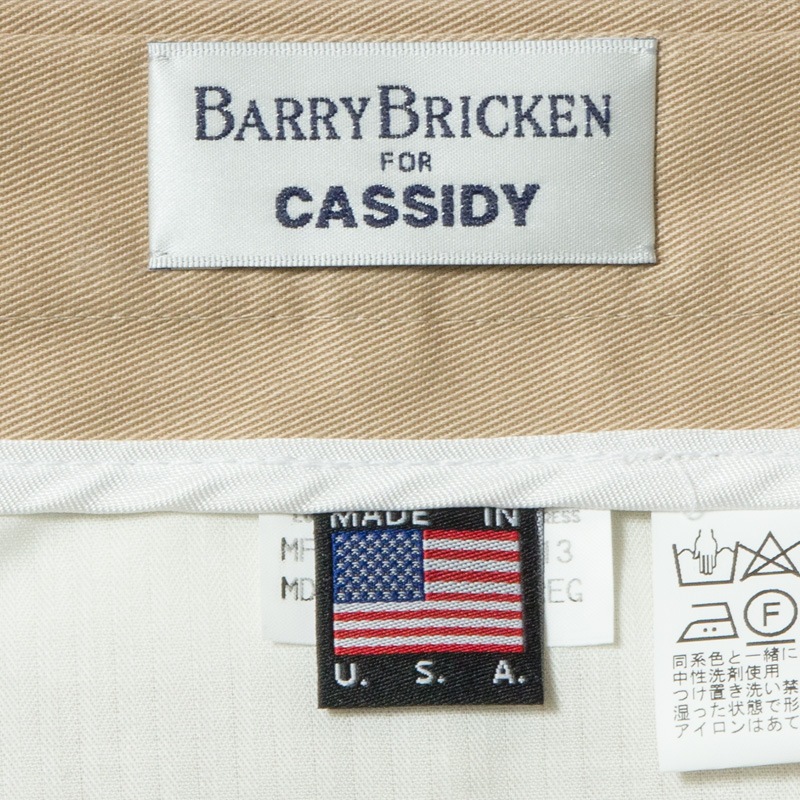 BARRY BRICKEN
FOR
CASSIDY
MADE IN
U. S. A.
MF
13
MD
EG
F
同系色と一緒に
中性洗剤使用
つけ置き洗い禁
湿った状態で形
アイロンはあて